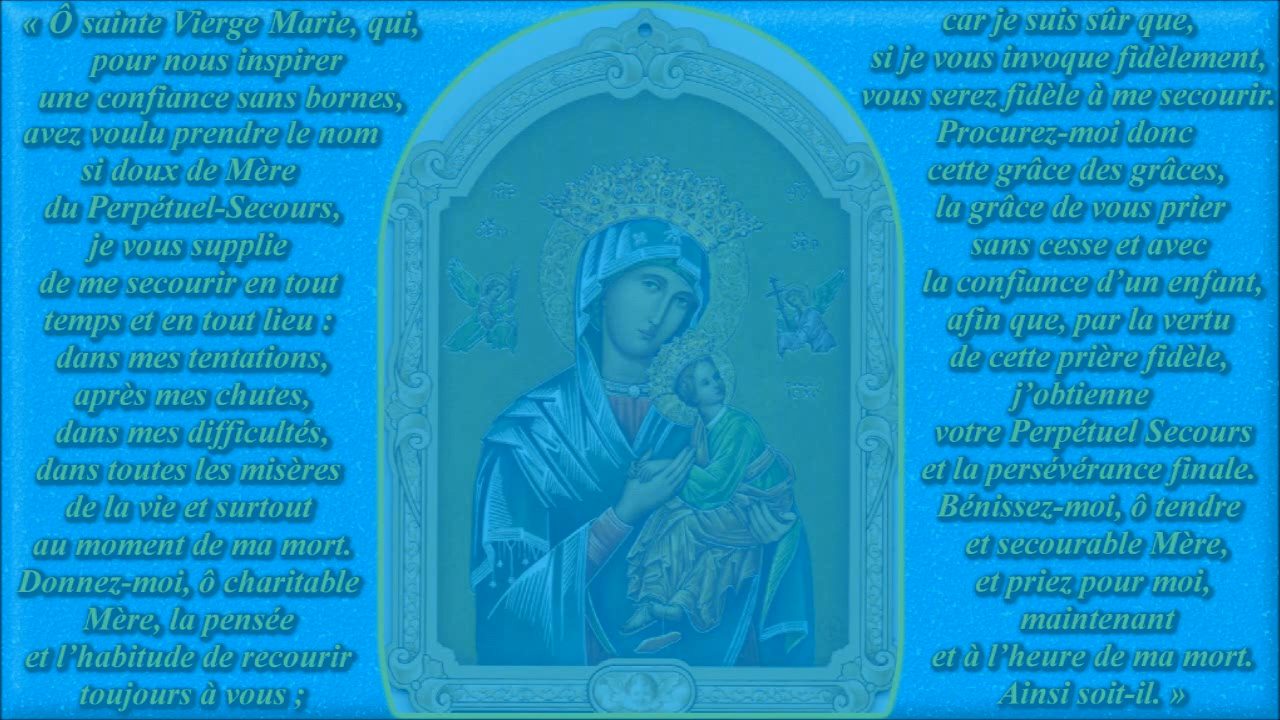 « Ô sainte Vierge Marie, qui,
pour nous inspirer
une confiance sans bornes,
avez voulu prendre le nom
si doux de Mère
du Perpétuel-Secours,
je vous supplie
de me secourir en tout
temps et en tout lieu :
dans mes tentations,
après mes chutes,
dans mes difficultés,
dans toutes les misères
de la vie et surtout
au moment de ma mort.
Donnez-moi, ô charitable
Mère, la pensée
et l’habitude de recourir
toujours à vous ;
car je suis sûr que,
si je vous invoque fidèlement,
vous serez fidèle à me secourir.
Procurez-moi donc
cette grâce des grâces,
la grâce de vous prier
sans cesse et avec
la confiance d’un enfant,
afin que, par la vertu
de cette prière fidèle,
j’obtienne
votre Perpétuel Secours
et la persévérance finale.
Bénissez-moi, ô tendre
et secourable Mère,
et priez pour moi,
maintenant
et à l’heure de ma mort.
Ainsi soit-il. »